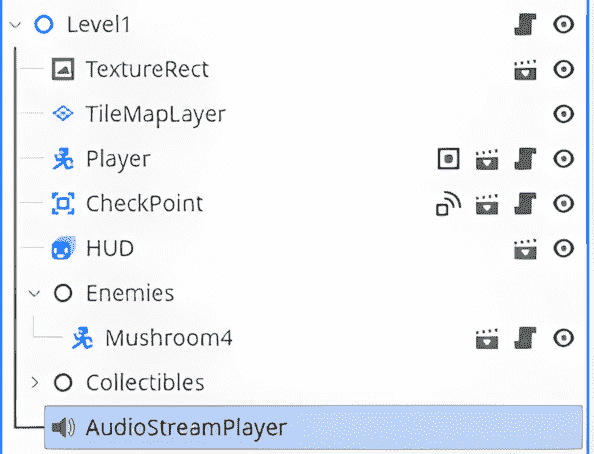 Level1
TextureRect
TileMapLayer
Player
CheckPoint
HUD
Enemies
Mushroom4
Collectibles
AudioStreamPlayer